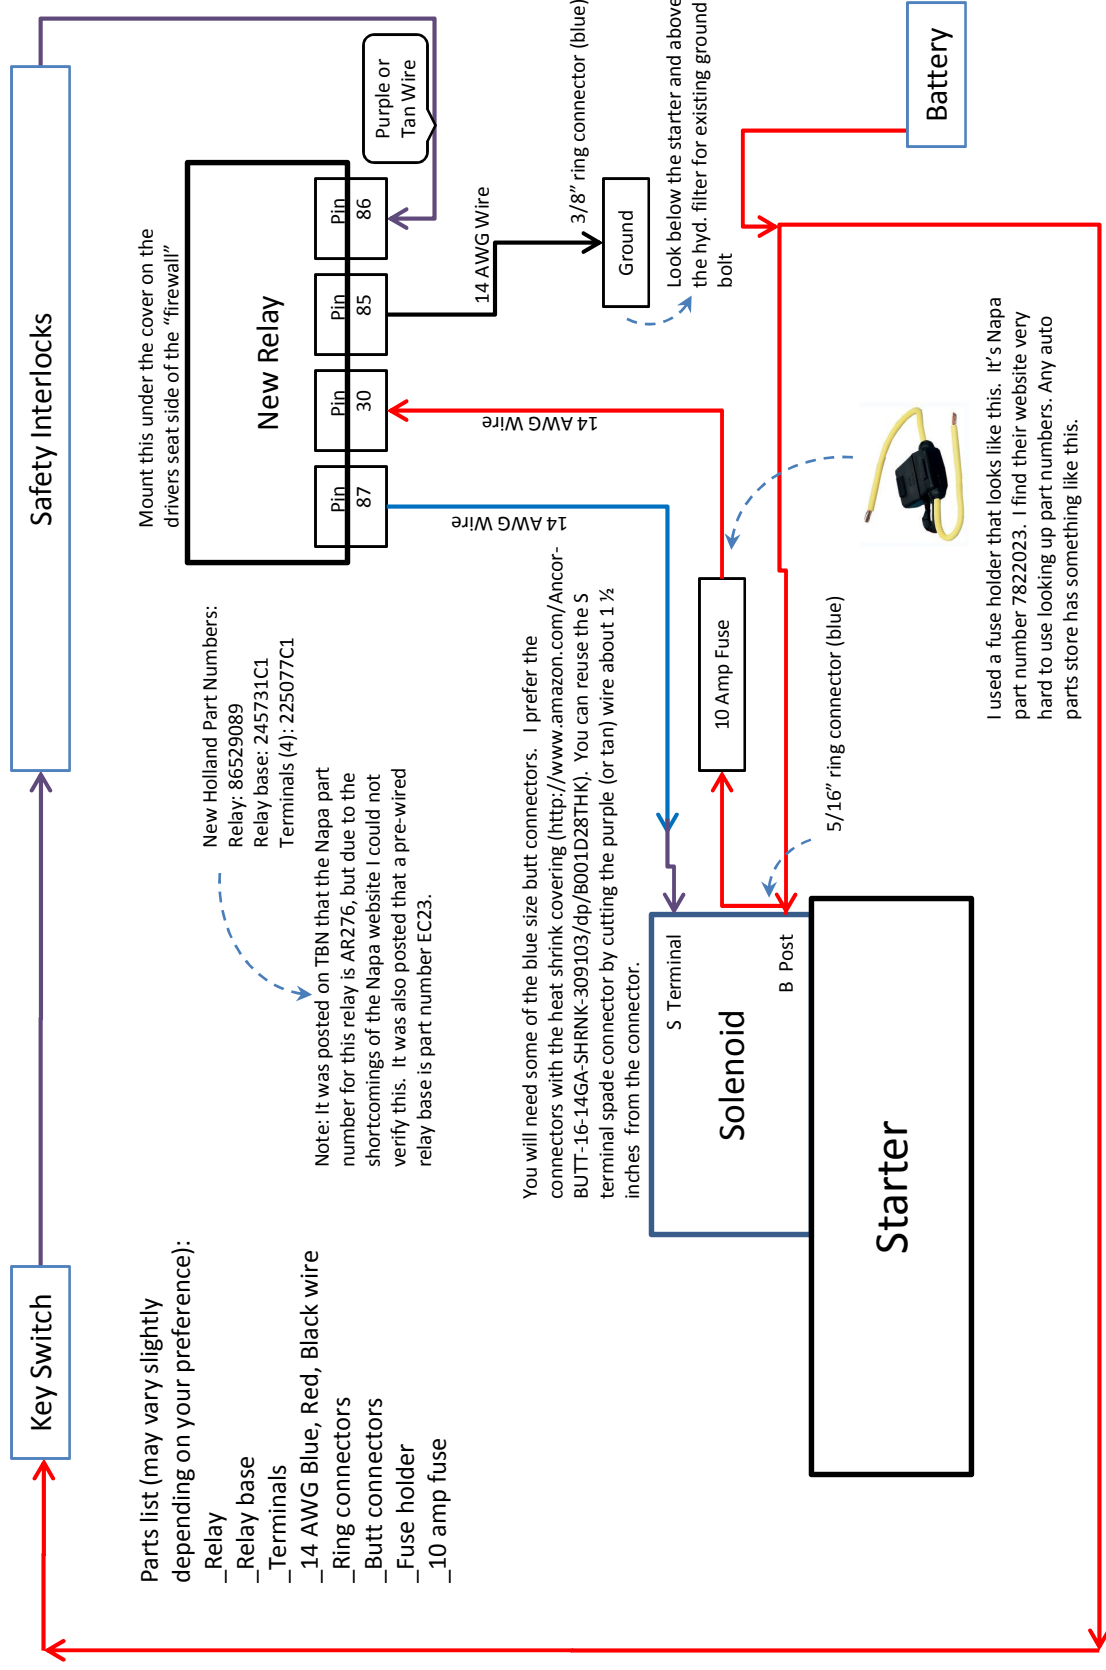 Key Switch
Safety Interlocks
Parts list (may vary slightly
depending on your preference):
_Relay
_Relay base
_Terminals
_14 AWG Blue, Red, Black wire
_Ring connectors
_Butt connectors
_Fuse holder
_10 amp fuse
New Holland Part Numbers:
Relay: 86529089
Relay base: 245731C1
Terminals (4): 225077C1
Note: It was posted on TBN that the Napa part
number for this relay is AR276, but due to the
shortcomings of the Napa website I could not
verify this. It was also posted that a pre-wired
relay base is part number EC23.
Mount this under the cover on the
drivers seat side of the “firewall”
New Relay
Pin
87
Pin
30
Pin
85
Pin
86
Purple or
Tan Wire
14 AWG Wire
14 AWG Wire
14 AWG Wire
3/8” ring connector (blue)
Ground
Look below the starter and above
the hyd. filter for existing ground
bolt
You will need some of the blue size butt connectors. I prefer the
connectors with the heat shrink covering (http://www.amazon.com/Ancor-
BUTT-16-14GA-SHRNK-309103/dp/B001D28THK). You can reuse the S
terminal spade connector by cutting the purple (or tan) wire about 1 ½
inches from the connector.
S Terminal
B Post
Solenoid
Starter
10 Amp Fuse
5/16” ring connector (blue)
Battery
I used a fuse holder that looks like this. It’s Napa
part number 7822023. I find their website very
hard to use looking up part numbers. Any auto
parts store has something like this.